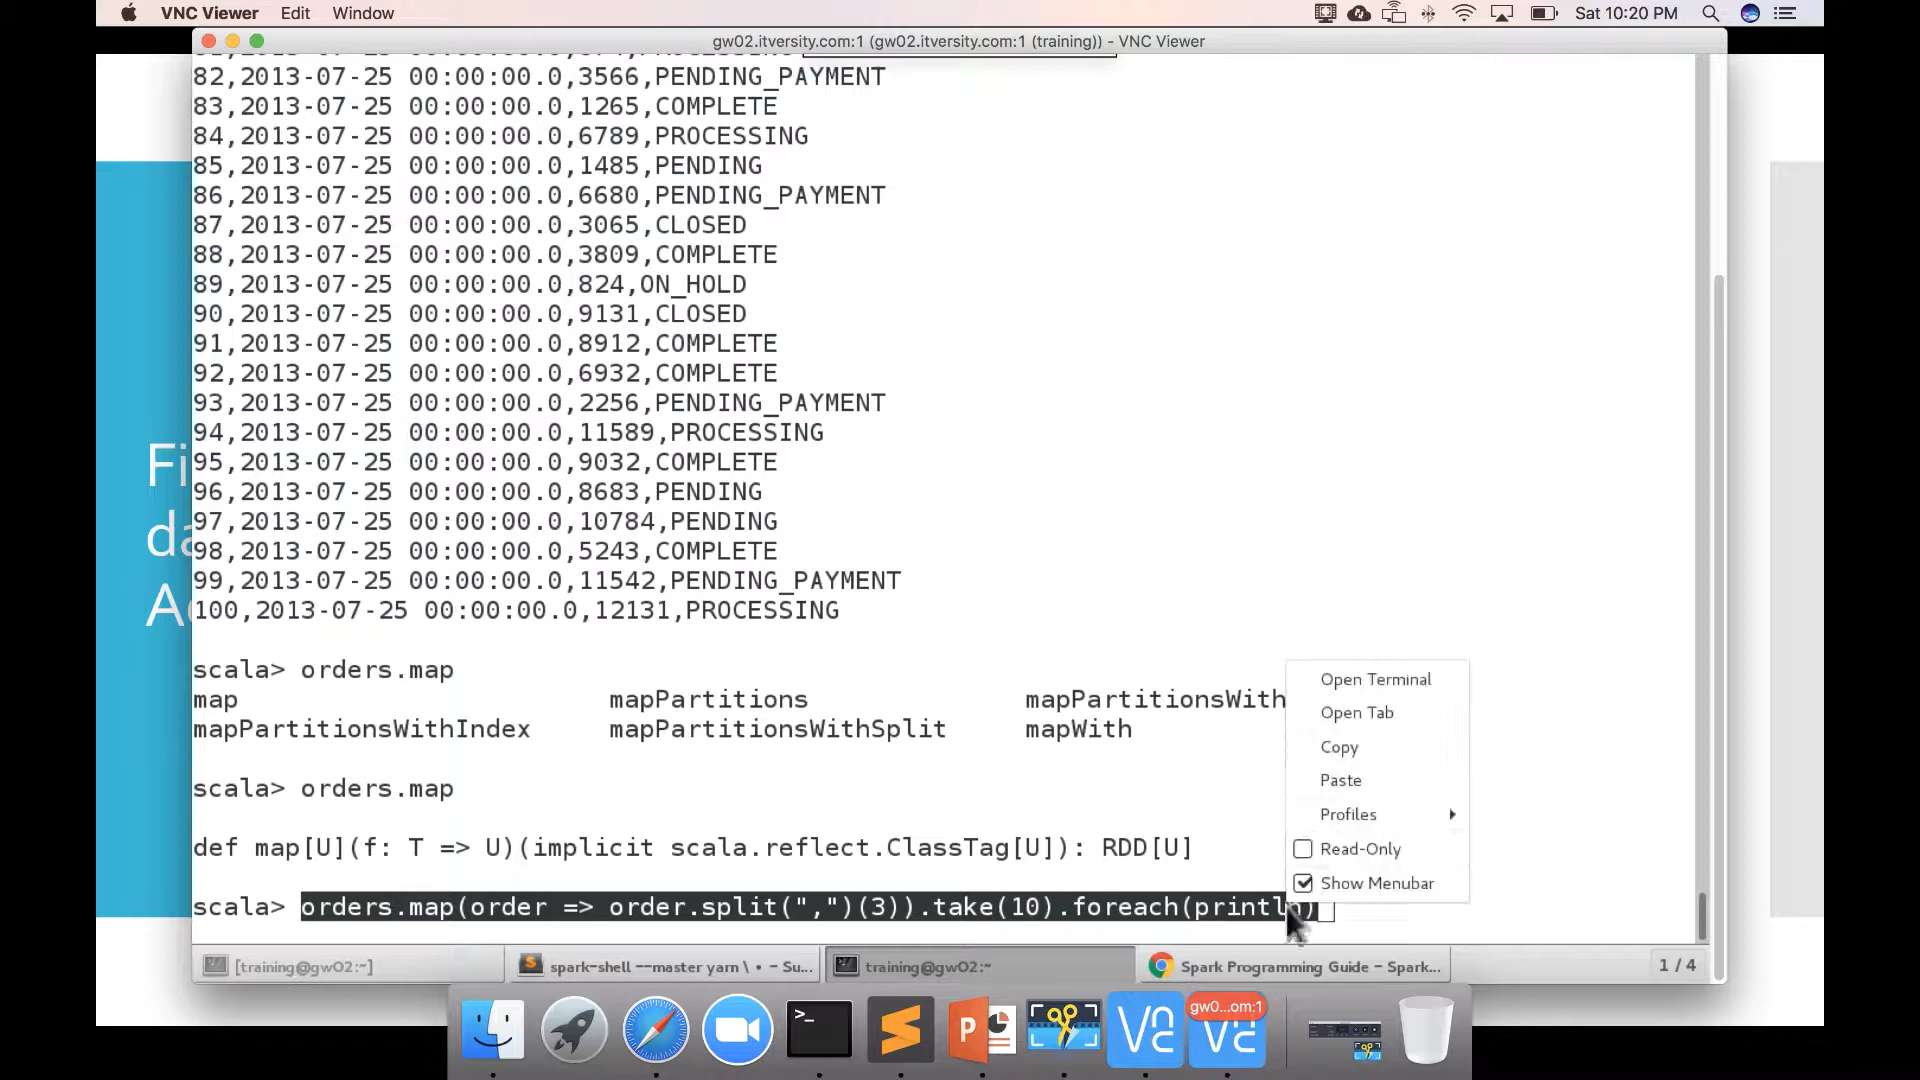 VNC Viewer Edit Window Sat 10:20 PM
gw02.itversity.com:1 (gw02.itversity.com:1 (training)) - VNC Viewer
82,2013-07-25 00:00:00.0,3566,PENDING_PAYMENT
83,2013-07-25 00:00:00.0,1265,COMPLETE
84,2013-07-25 00:00:00.0,6789,PROCESSING
85,2013-07-25 00:00:00.0,1485,PENDING
86,2013-07-25 00:00:00.0,6680,PENDING_PAYMENT
87,2013-07-25 00:00:00.0,3065,CLOSED
88,2013-07-25 00:00:00.0,3809,COMPLETE
89,2013-07-25 00:00:00.0,824,ON_HOLD
90,2013-07-25 00:00:00.0,9131,CLOSED
91,2013-07-25 00:00:00.0,8912,COMPLETE
92,2013-07-25 00:00:00.0,6932,COMPLETE
93,2013-07-25 00:00:00.0,2256,PENDING_PAYMENT
94,2013-07-25 00:00:00.0,11589,PROCESSING
95,2013-07-25 00:00:00.0,9032,COMPLETE
96,2013-07-25 00:00:00.0,8683,PENDING
97,2013-07-25 00:00:00.0,10784,PENDING
98,2013-07-25 00:00:00.0,5243,COMPLETE
99,2013-07-25 00:00:00.0,11542,PENDING_PAYMENT
100,2013-07-25 00:00:00.0,12131,PROCESSING
scala> orders.map
map mapPartitions mapPartitionsWith
mapPartitionsWithIndex mapPartitionsWithSplit mapWith
scala> orders.map
def map[U](f: T => U)(implicit scala.reflect.ClassTag[U]): RDD[U]
scala> orders.map(order => order.split(",")(3)).take(10).foreach(println)
Open Terminal
Open Tab
Copy
Paste
Profiles
Read-Only
Show Menubar
Fi
da
A
[training@gw02:~] spark-shell --master yarn \ • - Su... training@gw02:~ Spark Programming Guide - Spark... 1 / 4
gw0...om:1